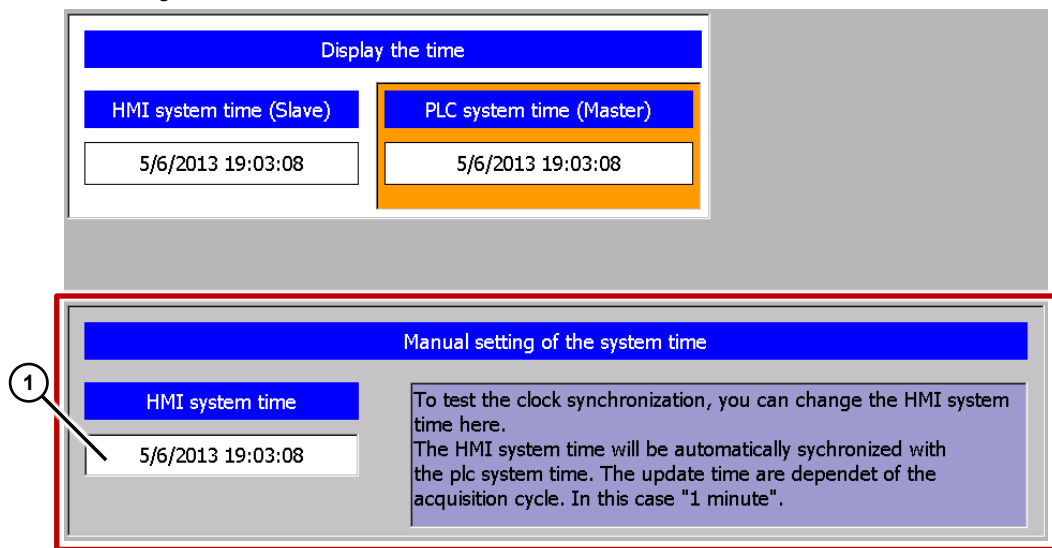 Display the time
HMI system time (Slave)
PLC system time (Master)
5/6/2013 19:03:08
5/6/2013 19:03:08
Manual setting of the system time
1
HMI system time
5/6/2013 19:03:08
To test the clock synchronization, you can change the HMI system
time here.
The HMI system time will be automatically sychronized with
the plc system time. The update time are dependet of the
acquisition cycle. In this case "1 minute".